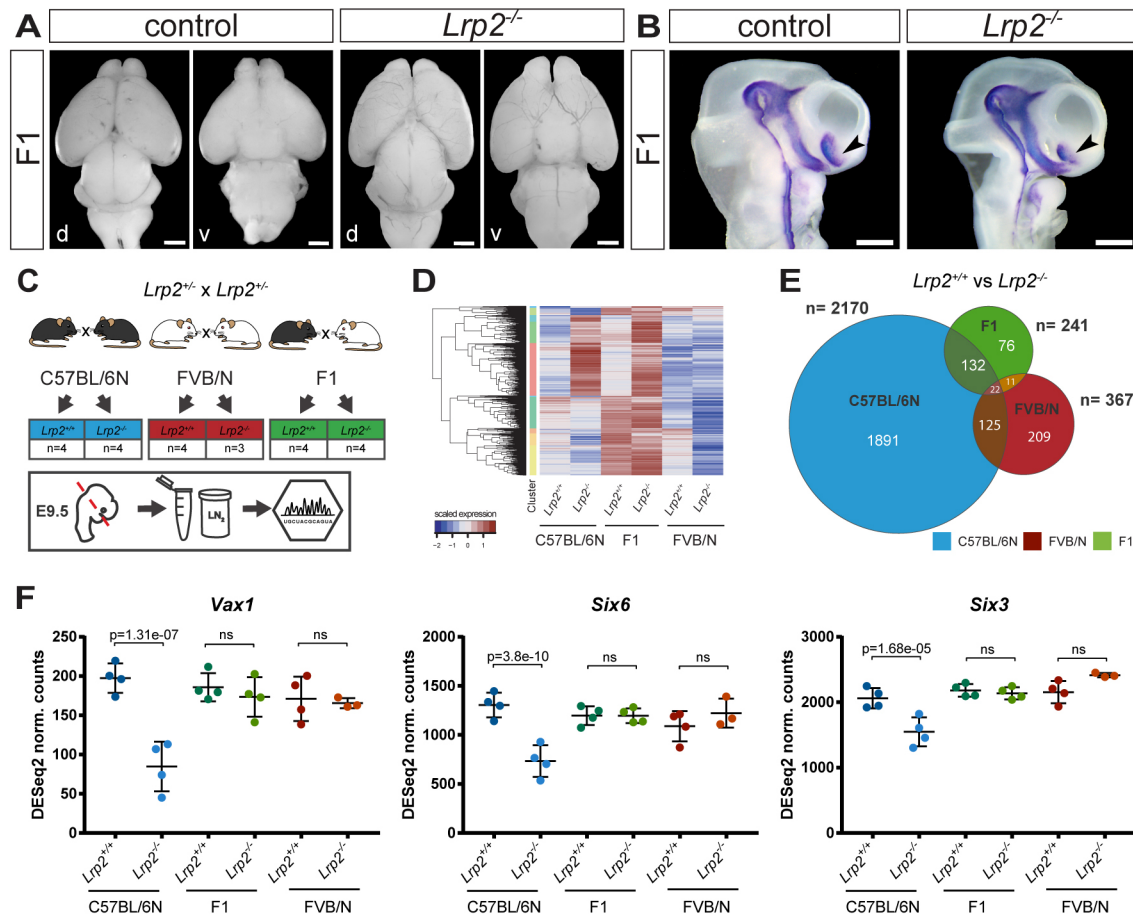 A
control
Lrp2-/-
F1
d
v
d
v
B
control
Lrp2-/-
F1
C
Lrp2+/- x Lrp2+/-
x
x
x
C57BL/6N
FVB/N
F1
Lrp2+/+ Lrp2-/- Lrp2+/+ Lrp2-/- Lrp2+/+ Lrp2-/-
n=4 n=4 n=4 n=3 n=4 n=4
E9.5
LN2
UGCUACGCAGUA
D
Cluster
Lrp2+/+ Lrp2-/- Lrp2+/+ Lrp2-/- Lrp2+/+ Lrp2-/-
C57BL/6N F1 FVB/N
scaled expression
−2 −1 0 1
E
Lrp2+/+ vs Lrp2-/-
n= 2170
F1
76
n= 241
132
22
11
C57BL/6N
1891
125
FVB/N
209
n= 367
C57BL/6N FVB/N F1
F
Vax1
DESeq2 norm. counts
250
200
150
100
50
0
p=1.31e-07
ns
ns
Lrp2+/+ Lrp2-/- Lrp2+/+ Lrp2-/- Lrp2+/+ Lrp2-/-
C57BL/6N F1 FVB/N
Six6
DESeq2 norm. counts
2000
1500
1000
500
0
p=3.8e-10
ns
ns
Lrp2+/+ Lrp2-/- Lrp2+/+ Lrp2-/- Lrp2+/+ Lrp2-/-
C57BL/6N F1 FVB/N
Six3
DESeq2 norm. counts
3000
2000
1000
0
p=1.68e-05
ns
ns
Lrp2+/+ Lrp2-/- Lrp2+/+ Lrp2-/- Lrp2+/+ Lrp2-/-
C57BL/6N F1 FVB/N